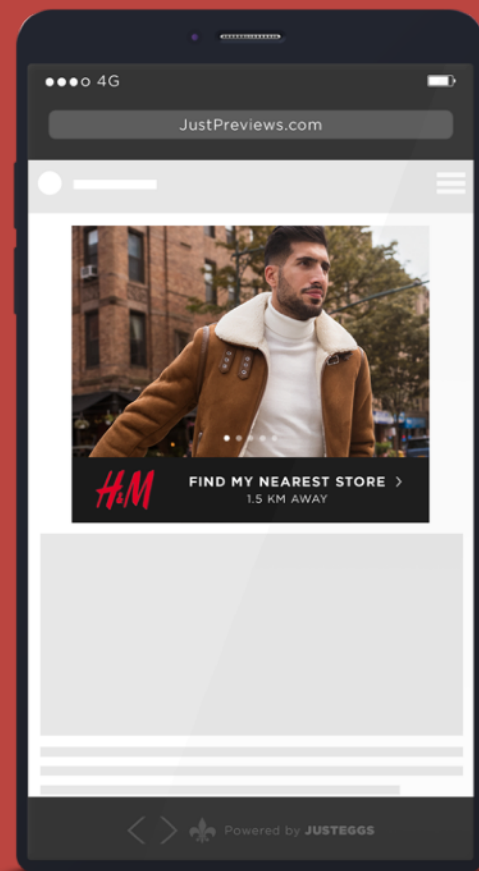 4G
JustPreviews.com
H&M
FIND MY NEAREST STORE >
1.5 KM AWAY
Powered by JUSTEGGS